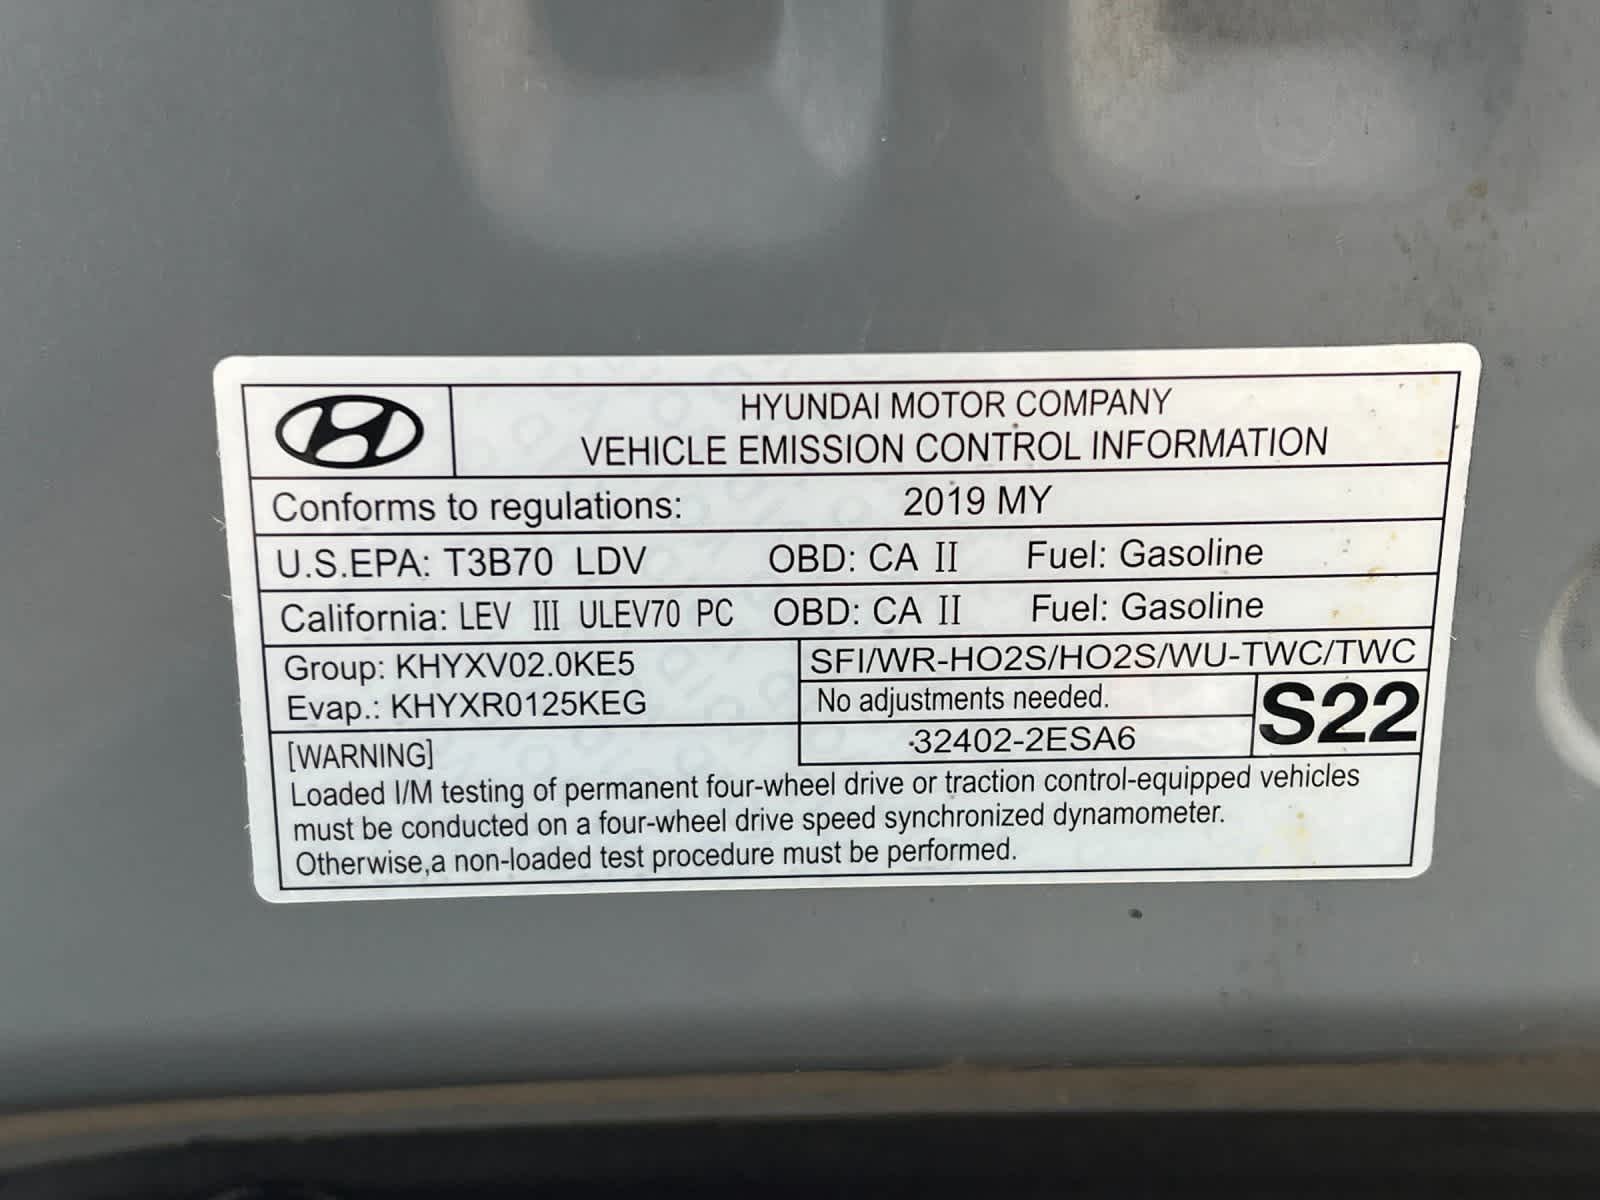 HYUNDAI MOTOR COMPANY
VEHICLE EMISSION CONTROL INFORMATION
Conforms to regulations: 2019 MY
U.S.EPA: T3B70 LDV OBD: CA II Fuel: Gasoline
California: LEV III ULEV70 PC OBD: CA II Fuel: Gasoline
Group: KHYXV02.0KE5
Evap.: KHYXR0125KEG
SFI/WR-HO2S/HO2S/WU-TWC/TWC
No adjustments needed.
32402-2ESA6
S22
[WARNING]
Loaded I/M testing of permanent four-wheel drive or traction control-equipped vehicles
must be conducted on a four-wheel drive speed synchronized dynamometer.
Otherwise,a non-loaded test procedure must be performed.